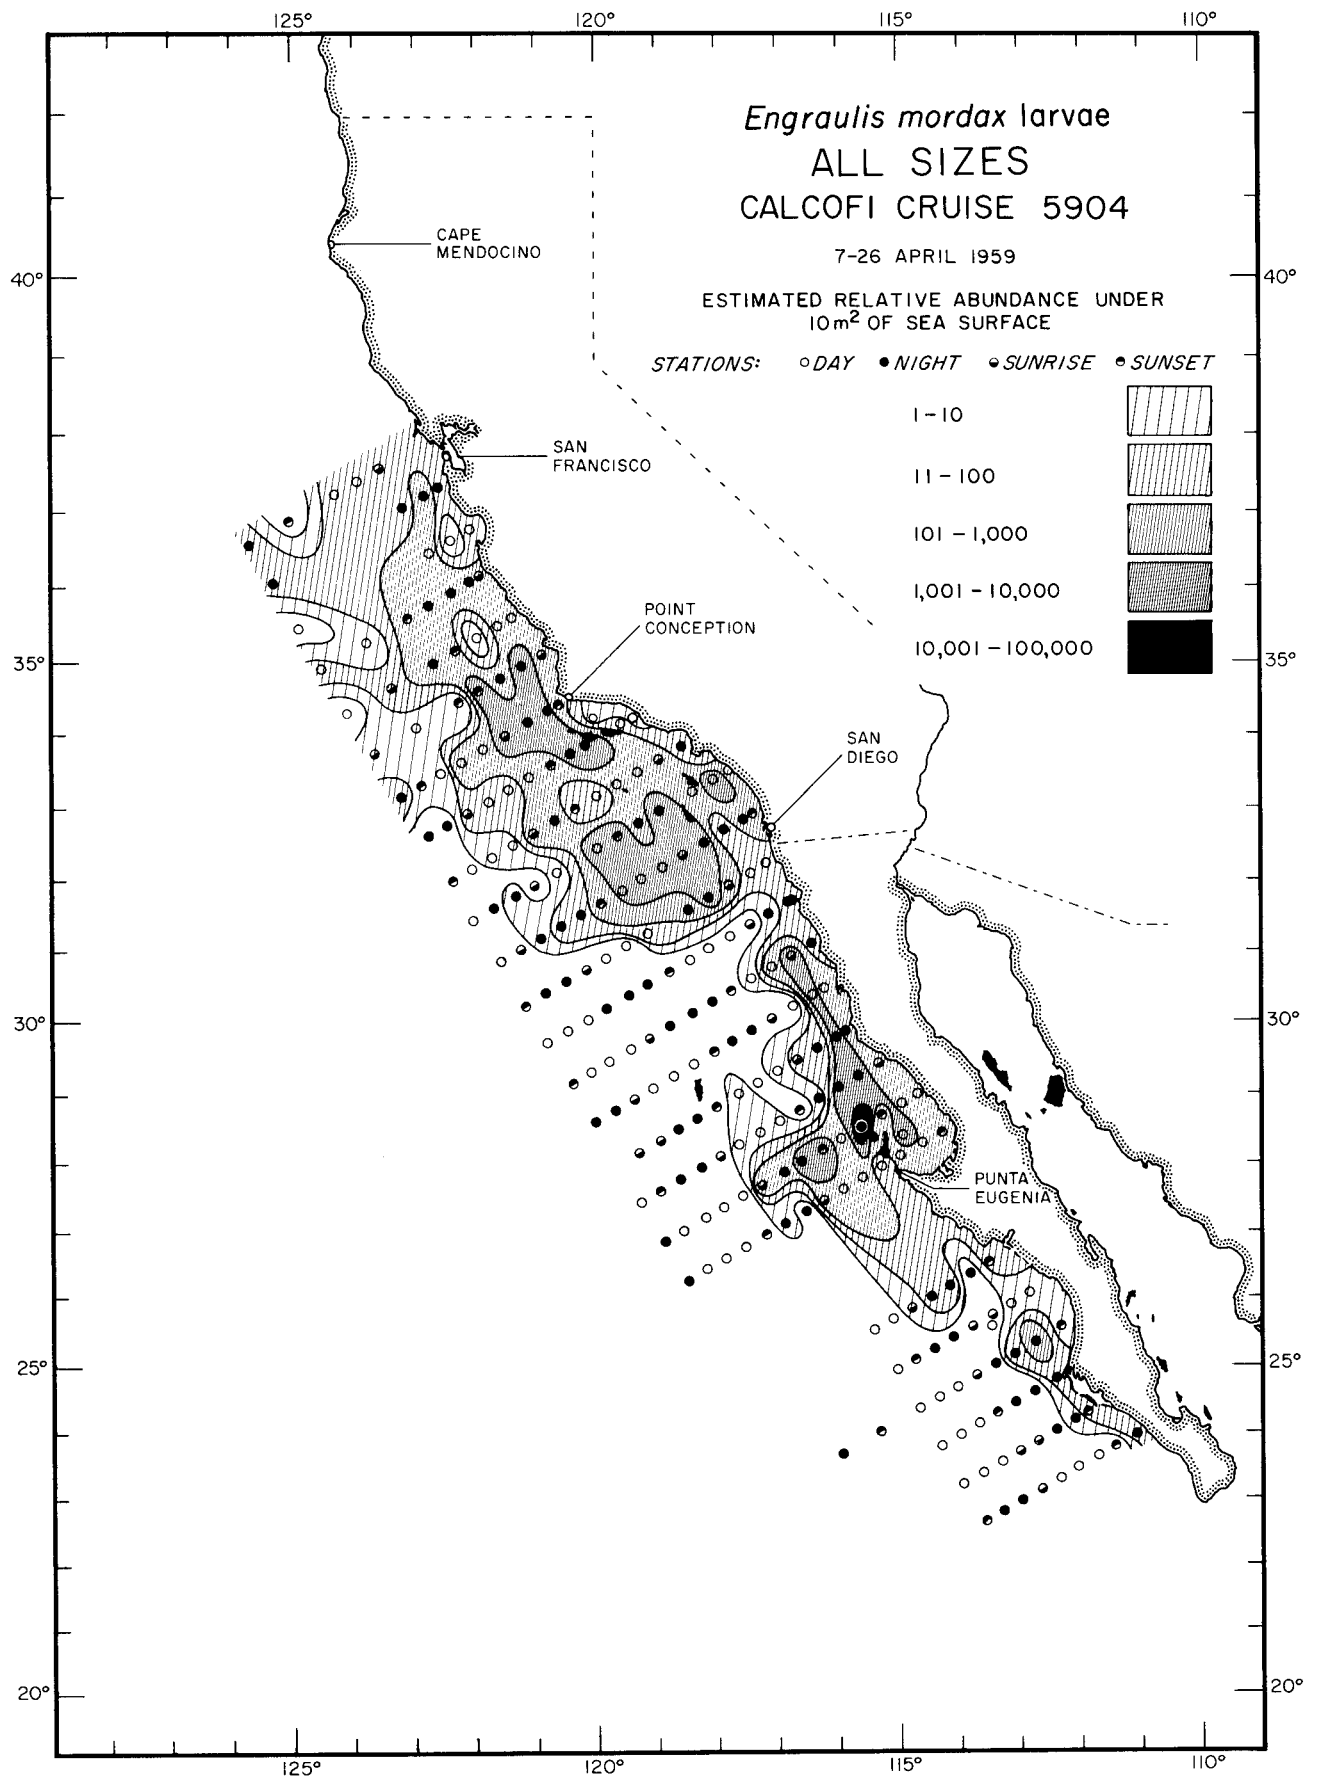 125° 120° 115° 110°
Engraulis mordax larvae
ALL SIZES
CALCOFI CRUISE 5904
7-26 APRIL 1959
ESTIMATED RELATIVE ABUNDANCE UNDER
10m² OF SEA SURFACE
STATIONS: ○ DAY ● NIGHT ◒ SUNRISE ◓ SUNSET
1-10
11-100
101-1,000
1,001-10,000
10,001-100,000
CAPE
MENDOCINO
40° 40°
SAN
FRANCISCO
POINT
CONCEPTION
35° 35°
SAN
DIEGO
30° 30°
PUNTA
EUGENIA
25° 25°
20° 20°
125° 120° 115° 110°